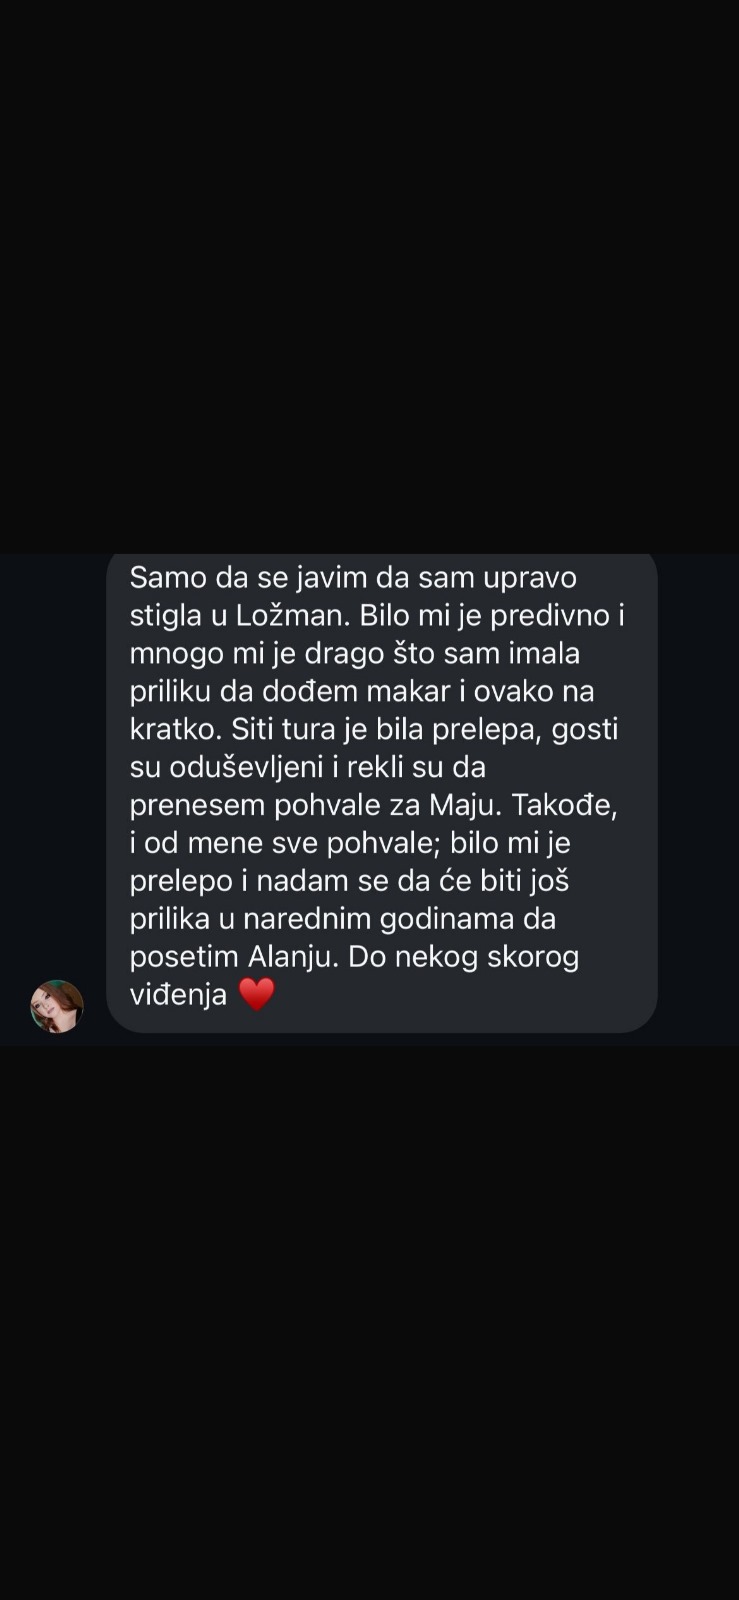 Samo da se javim da sam upravo
stigla u Ložman. Bilo mi je predivno i
mnogo mi je drago što sam imala
priliku da dođem makar i ovako na
kratko. Siti tura je bila prelepa, gosti
su oduševljeni i rekli su da
prenesem pohvale za Maju. Takođe,
i od mene sve pohvale; bilo mi je
prelepo i nadam se da će biti još
prilika u narednim godinama da
posetim Alanju. Do nekog skorog
viđenja ♥️